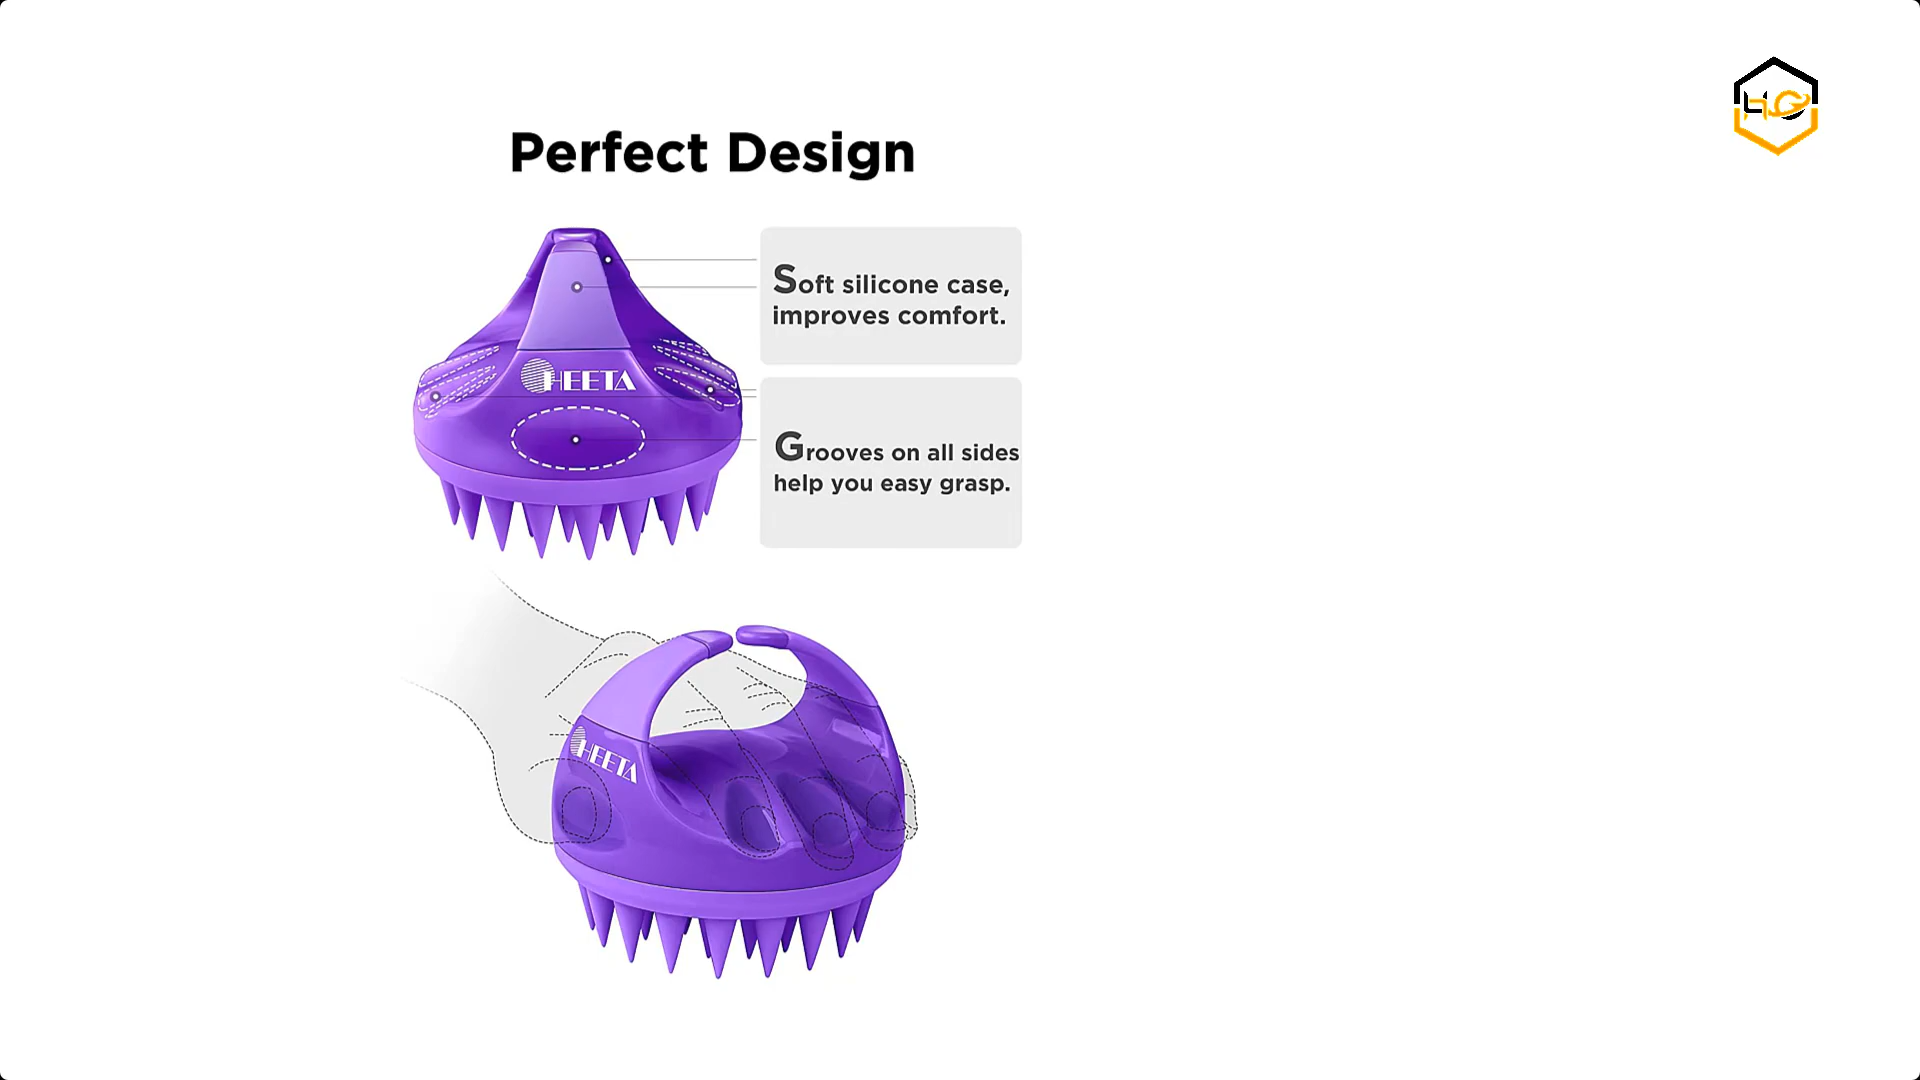 Perfect Design
Soft silicone case,
improves comfort.
HEETA
Grooves on all sides
help you easy grasp.
HEETA